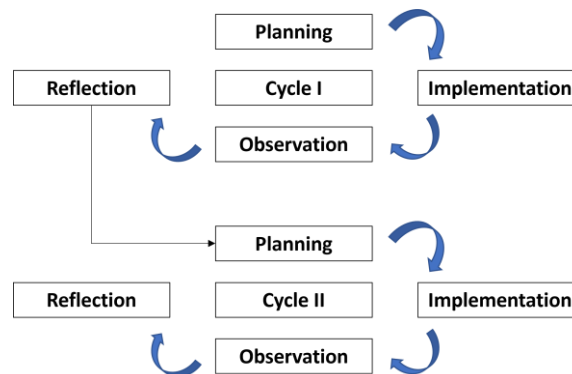 Planning
Reflection
Cycle I
Implementation
Observation
Planning
Reflection
Cycle II
Implementation
Observation